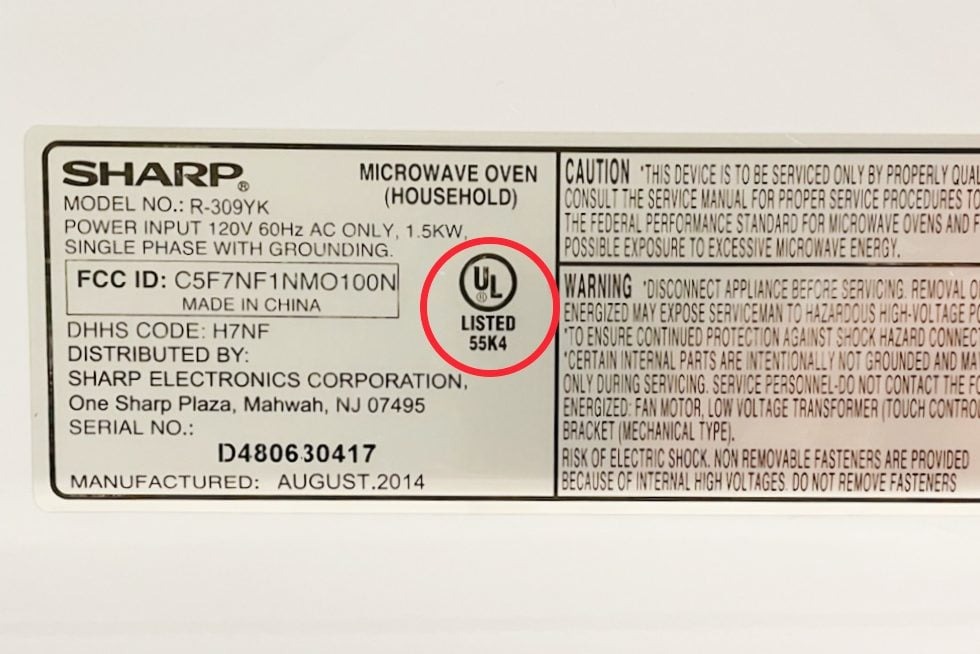 SHARP®
MICROWAVE OVEN
(HOUSEHOLD)
MODEL NO.: R-309YK
POWER INPUT 120V 60Hz AC ONLY, 1.5KW,
SINGLE PHASE WITH GROUNDING.
FCC ID: C5F7NF1NMO100N
MADE IN CHINA
UL®
LISTED
55K4
DHHS CODE: H7NF
DISTRIBUTED BY:
SHARP ELECTRONICS CORPORATION,
One Sharp Plaza, Mahwah, NJ 07495
SERIAL NO.:
D480630417
MANUFACTURED: AUGUST.2014
CAUTION *THIS DEVICE IS TO BE SERVICED ONLY BY PROPERLY
CONSULT THE SERVICE MANUAL FOR PROPER SERVICE PROCEDURES TO
THE FEDERAL PERFORMANCE STANDARD FOR MICROWAVE OVENS AND
POSSIBLE EXPOSURE TO EXCESSIVE MICROWAVE ENERGY.
WARNING *DISCONNECT APPLIANCE BEFORE SERVICING. REMOVAL
ENERGIZED MAY EXPOSE SERVICEMAN TO HAZARDOUS HIGH-VOLTAGE
*TO ENSURE CONTINUED PROTECTION AGAINST SHOCK HAZARD
*CERTAIN INTERNAL PARTS ARE INTENTIONALLY NOT GROUNDED AND
ONLY DURING SERVICING. SERVICE PERSONNEL-DO NOT CONTACT THE
ENERGIZED: FAN MOTOR, LOW VOLTAGE TRANSFORMER (TOUCH
BRACKET (MECHANICAL TYPE).
RISK OF ELECTRIC SHOCK. NON REMOVABLE FASTENERS ARE PROVIDED
BECAUSE OF INTERNAL HIGH VOLTAGES. DO NOT REMOVE FASTENERS